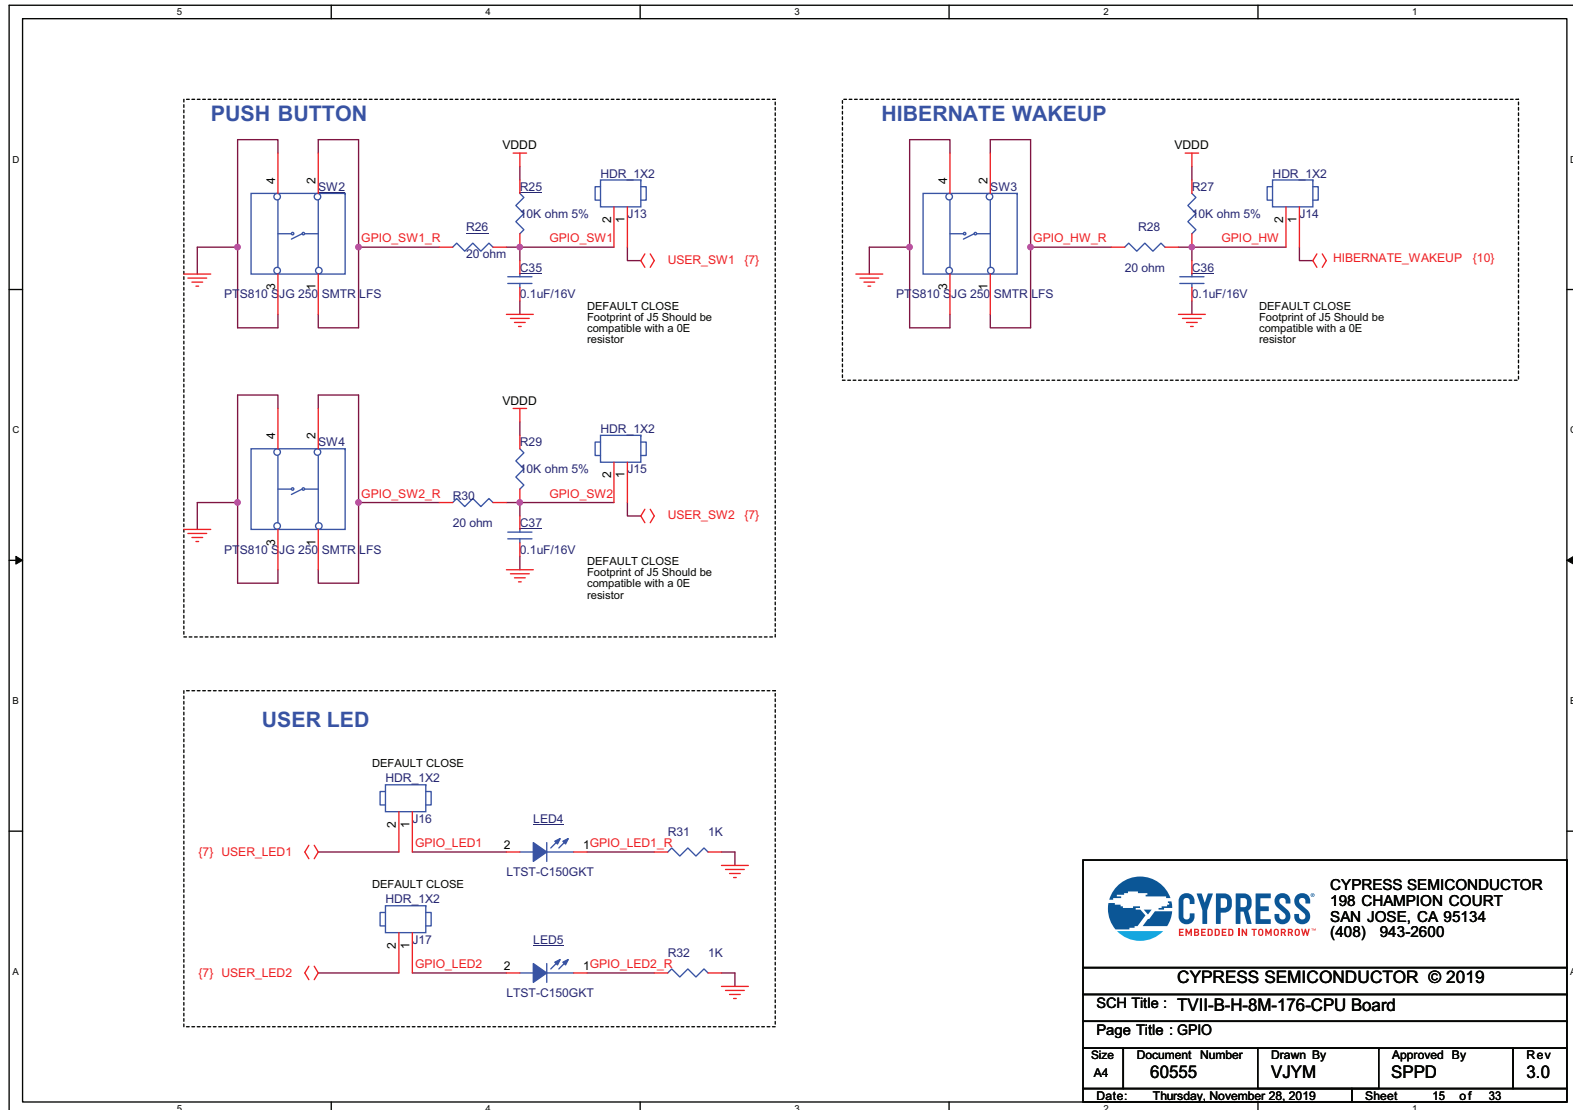 5 4 3 2 1
D D
C C
B B
A A
PUSH BUTTON
4
2
SW2
3
1
PTS810 SJG 250 SMTR LFS
GPIO_SW1_R
R26
20 ohm
VDDD
R25
10K ohm 5%
GPIO_SW1
C35
0.1uF/16V
HDR_1X2
2
1
J13
USER_SW1 {7}
DEFAULT CLOSE
Footprint of J5 Should be
compatible with a 0E
resistor
4
2
SW4
3
1
PTS810 SJG 250 SMTR LFS
GPIO_SW2_R
R30
20 ohm
VDDD
R29
10K ohm 5%
GPIO_SW2
C37
0.1uF/16V
HDR_1X2
2
1
J15
USER_SW2 {7}
DEFAULT CLOSE
Footprint of J5 Should be
compatible with a 0E
resistor
HIBERNATE WAKEUP
4
2
SW3
3
1
PTS810 SJG 250 SMTR LFS
GPIO_HW_R
R28
20 ohm
VDDD
R27
10K ohm 5%
GPIO_HW
C36
0.1uF/16V
HDR_1X2
2
1
J14
HIBERNATE_WAKEUP {10}
DEFAULT CLOSE
Footprint of J5 Should be
compatible with a 0E
resistor
USER LED
DEFAULT CLOSE
HDR_1X2
2
1
J16
{7} USER_LED1
GPIO_LED1
2
LED4
1
LTST-C150GKT
GPIO_LED1_R
R31 1K
DEFAULT CLOSE
HDR_1X2
2
1
J17
{7} USER_LED2
GPIO_LED2
2
LED5
1
LTST-C150GKT
GPIO_LED2_R
R32 1K
CYPRESS
EMBEDDED IN TOMORROW™
CYPRESS SEMICONDUCTOR
198 CHAMPION COURT
SAN JOSE, CA 95134
(408) 943-2600
CYPRESS SEMICONDUCTOR © 2019
SCH Title : TVII-B-H-8M-176-CPU Board
Page Title : GPIO
Size Document Number Drawn By Approved By Rev
A4 60555 VJYM SPPD 3.0
Date: Thursday, November 28, 2019 Sheet 15 of 33
5 4 3 2 1